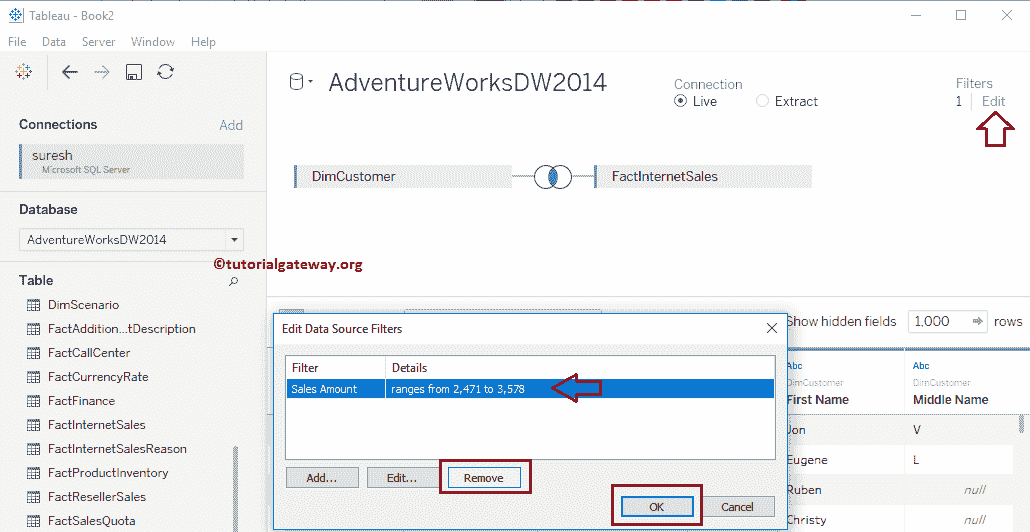 Tableau - Book2
File Data Server Window Help
Connections Add
suresh
Microsoft SQL Server
Database
AdventureWorksDW2014
Table
DimScenario
FactAddition...tDescription
FactCallCenter
FactCurrencyRate
FactFinance
FactInternetSales
FactInternetSalesReason
FactProductInventory
FactResellerSales
FactSalesQuota
AdventureWorksDW2014
Connection
Live Extract
Filters
1 Edit
DimCustomer FactInternetSales
©tutorialgateway.org
Show hidden fields 1,000 rows
Edit Data Source Filters
Filter Details
Sales Amount ranges from 2,471 to 3,578
Add... Edit... Remove
OK Cancel
Abc Abc
DimCustomer DimCustomer
First Name Middle Name
Jon V
Eugene L
Ruben null
Christy null